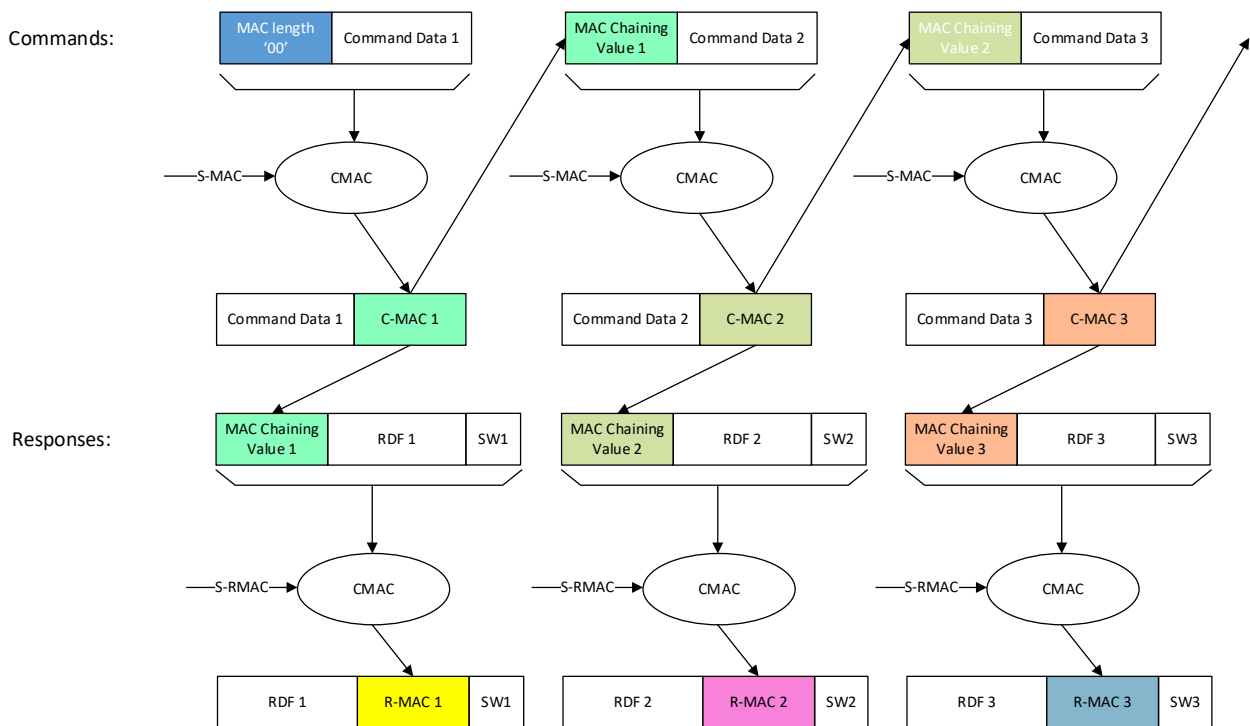 Commands:
MAC length
‘00’
Command Data 1
MAC Chaining
Value 1
Command Data 2
MAC Chaining
Value 2
Command Data 3
S-MAC
CMAC
S-MAC
CMAC
S-MAC
CMAC
Command Data 1
C-MAC 1
Command Data 2
C-MAC 2
Command Data 3
C-MAC 3
Responses:
MAC Chaining
Value 1
RDF 1
SW1
MAC Chaining
Value 2
RDF 2
SW2
MAC Chaining
Value 3
RDF 3
SW3
S-RMAC
CMAC
S-RMAC
CMAC
S-RMAC
CMAC
RDF 1
R-MAC 1
SW1
RDF 2
R-MAC 2
SW2
RDF 3
R-MAC 3
SW3